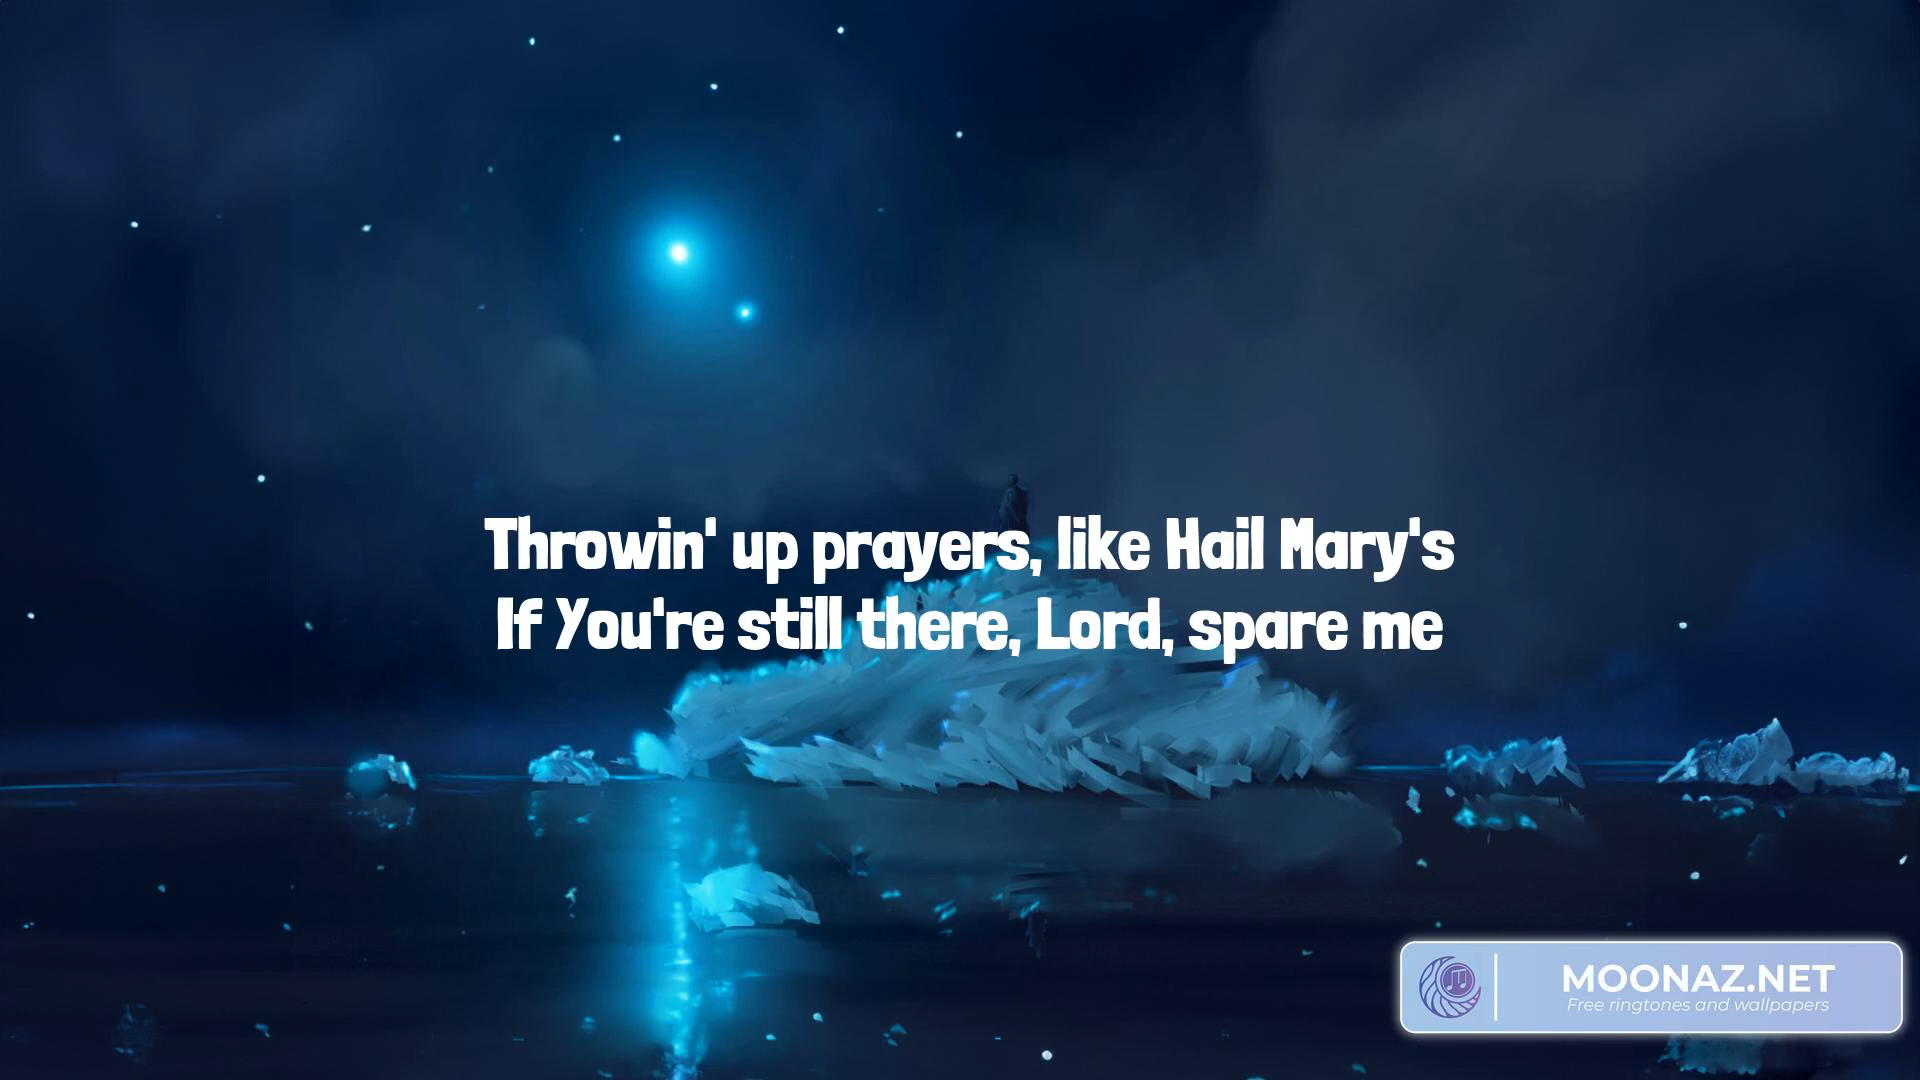 Throwin' up prayers, like Hail Mary's
If You're still there, Lord, spare me
MOONAZ.NET
Free ringtones and wallpapers